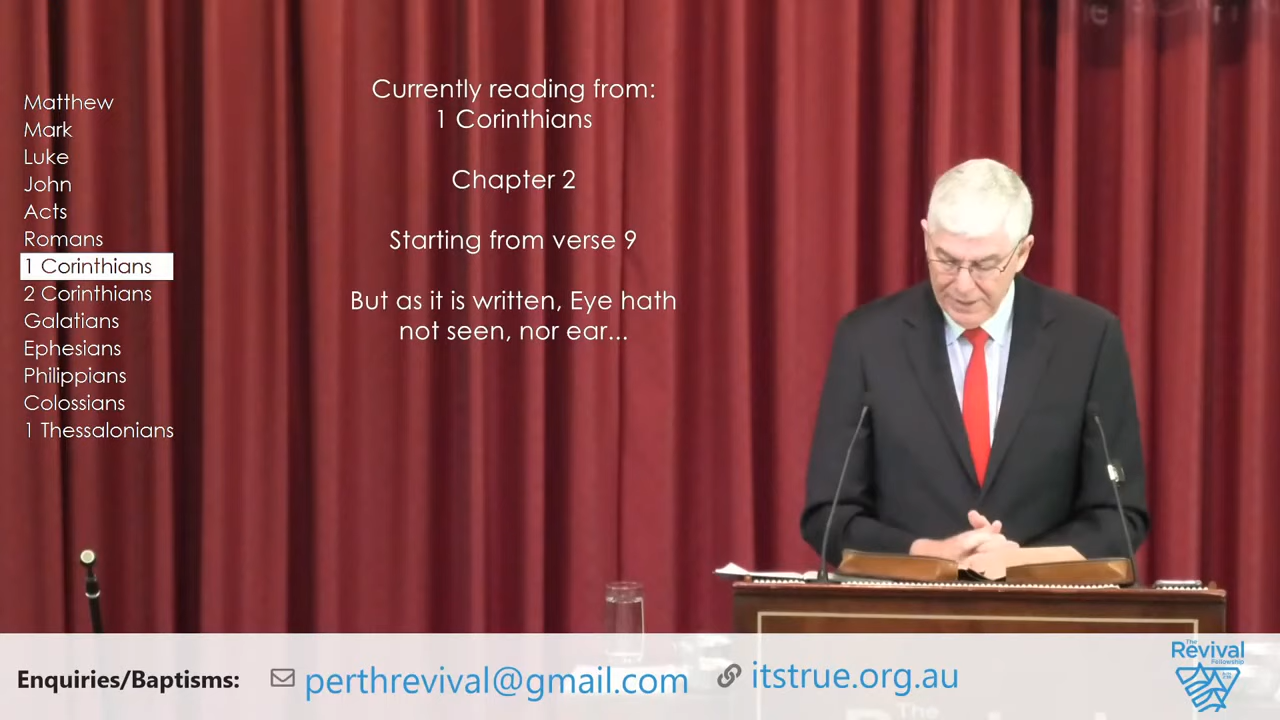 Matthew
Mark
Luke
John
Acts
Romans
1 Corinthians
2 Corinthians
Galatians
Ephesians
Philippians
Colossians
1 Thessalonians
Currently reading from:
1 Corinthians
Chapter 2
Starting from verse 9
But as it is written, Eye hath
not seen, nor ear...
Enquiries/Baptisms:
perthrevival@gmail.com
itstrue.org.au
The
Revival
Fellowship